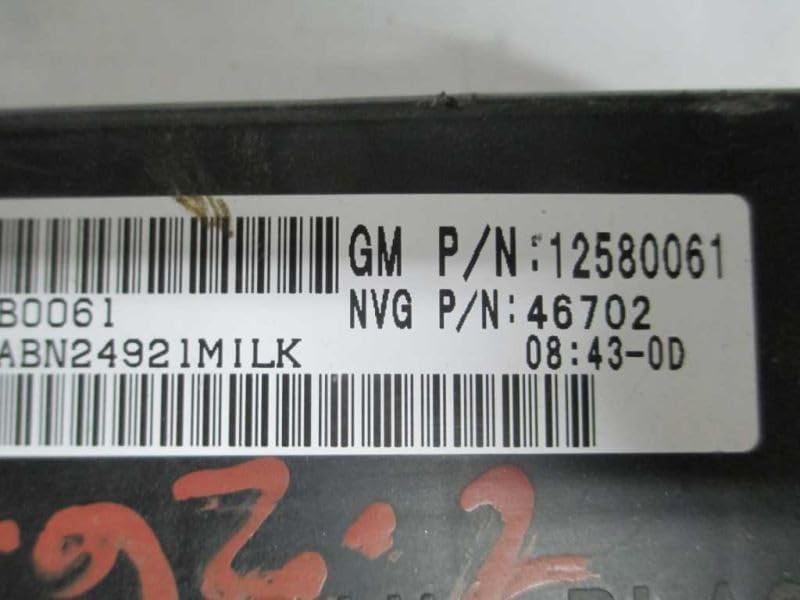 GM P/N:12580061
B0061 NVG P/N:46702
ABN24921MILK 08:43-0D